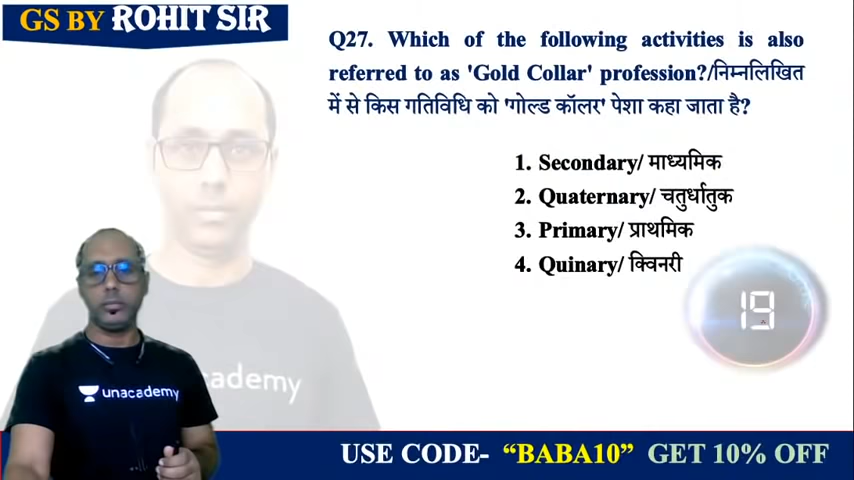 GS BY ROHIT SIR
Q27. Which of the following activities is also
referred to as 'Gold Collar' profession?/निम्नलिखित
में से किस गतिविधि को 'गोल्ड कॉलर' पेशा कहा जाता है?
1. Secondary/ माध्यमिक
2. Quaternary/ चतुर्धातुक
3. Primary/ प्राथमिक
4. Quinary/ क्विनरी
19
unacademy
academy
USE CODE- “BABA10” GET 10% OFF